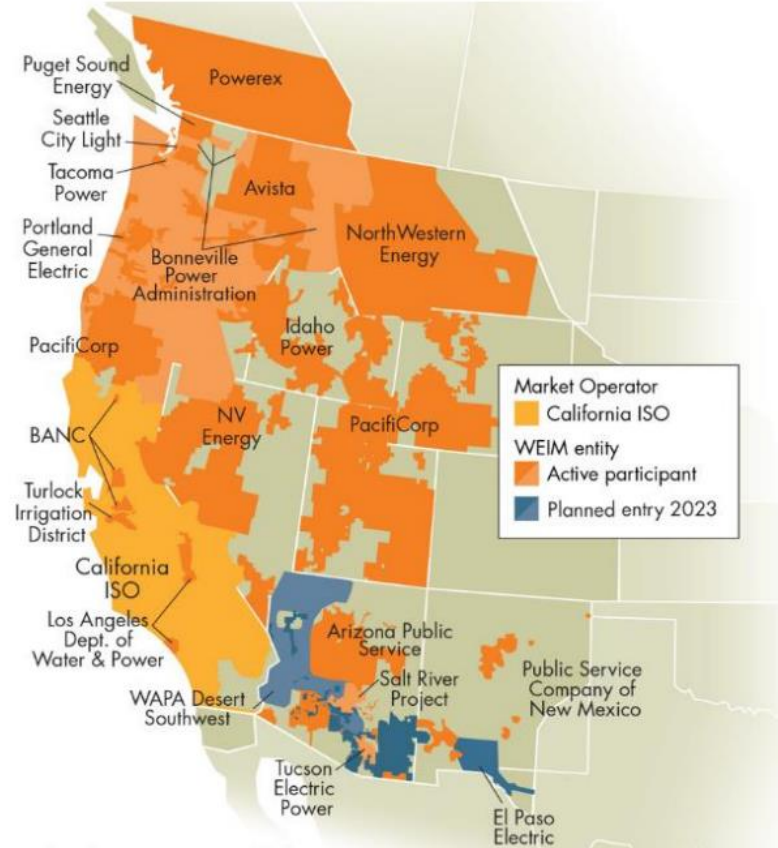 Powerex
Puget Sound
Energy
Seattle
City Light
Tacoma
Power
Avista
Portland
General
Electric
Bonneville
Power
Administration
NorthWestern
Energy
Idaho
Power
PacifiCorp
NV
Energy
PacifiCorp
BANC
Turlock
Irrigation
District
California
ISO
Los Angeles
Dept. of
Water & Power
WAPA Desert
Southwest
Arizona Public
Service
Salt River
Project
Public Service
Company of
New Mexico
Tucson
Electric
Power
El Paso
Electric
Market Operator
California ISO
WEIM entity
Active participant
Planned entry 2023